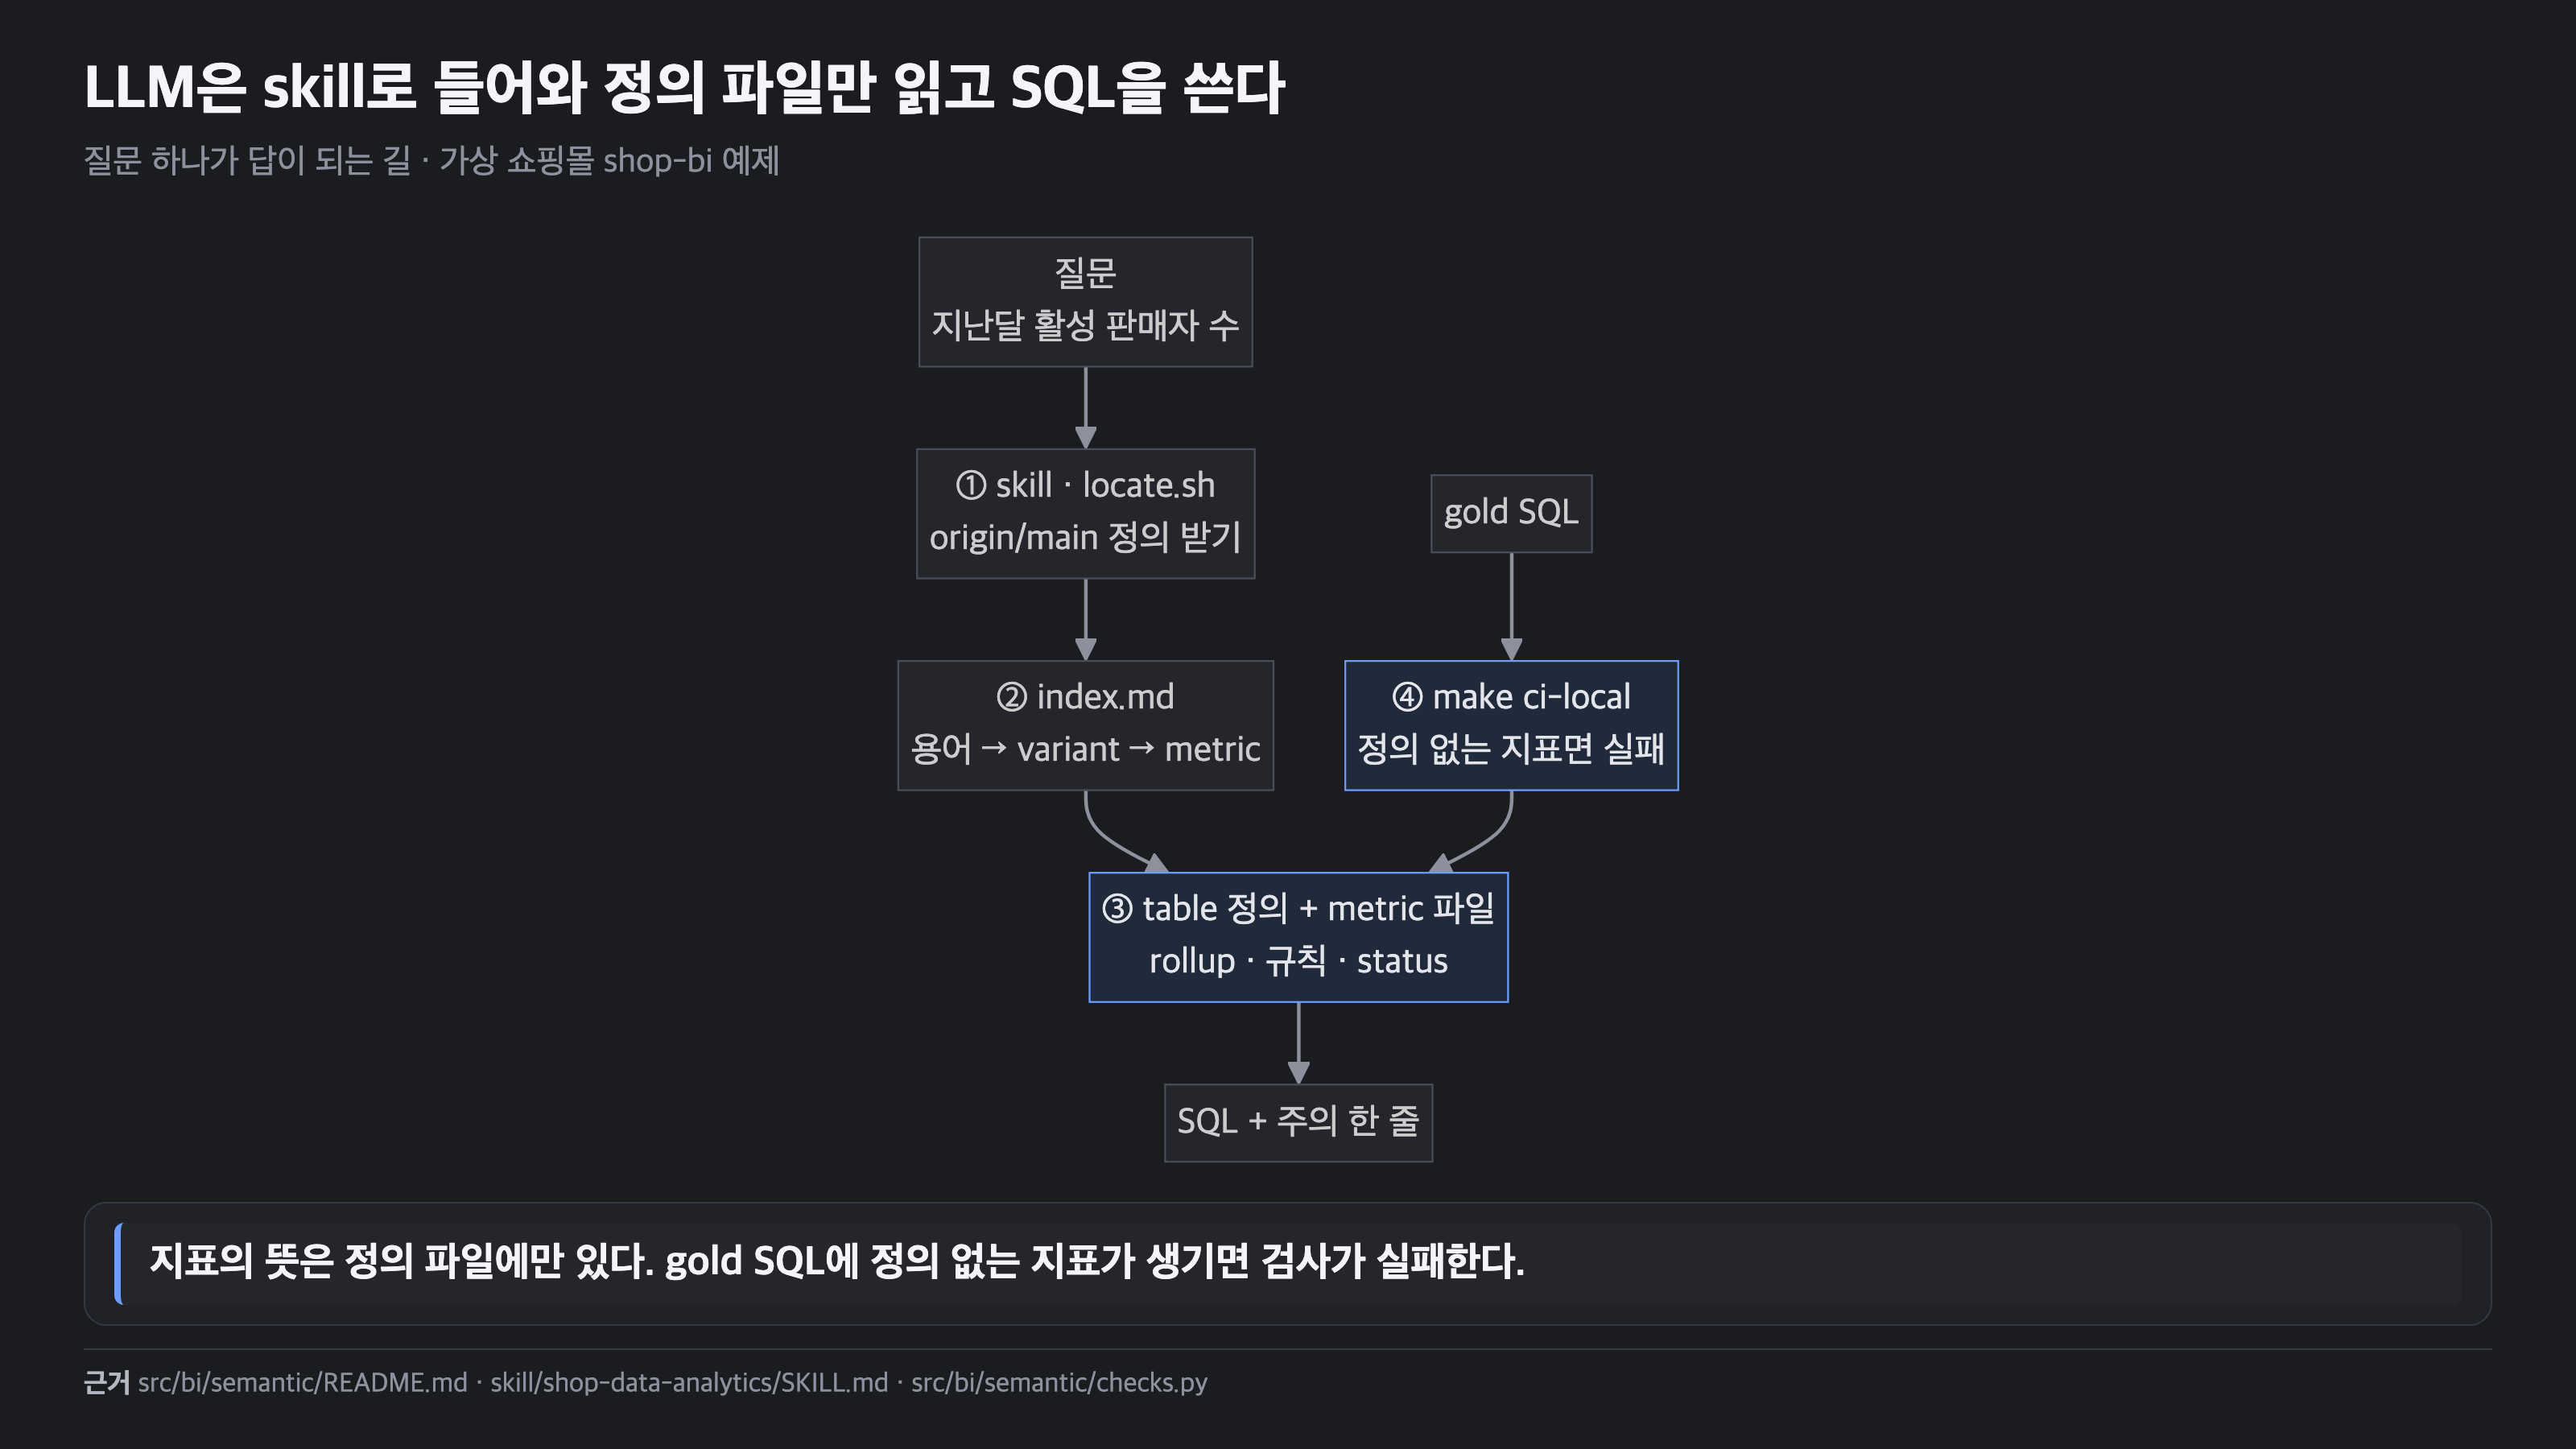 LLM은 skill로 들어와 정의 파일만 읽고 SQL을 쓴다
질문 하나가 답이 되는 길 · 가상 쇼핑몰 shop-bi 예제
질문
지난달 활성 판매자 수
① skill · locate.sh
origin/main 정의 받기
gold SQL
② index.md
용어 → variant → metric
④ make ci-local
정의 없는 지표면 실패
③ table 정의 + metric 파일
rollup · 규칙 · status
SQL + 주의 한 줄
지표의 뜻은 정의 파일에만 있다. gold SQL에 정의 없는 지표가 생기면 검사가 실패한다.
근거 src/bi/semantic/README.md · skill/shop-data-analytics/SKILL.md · src/bi/semantic/checks.py